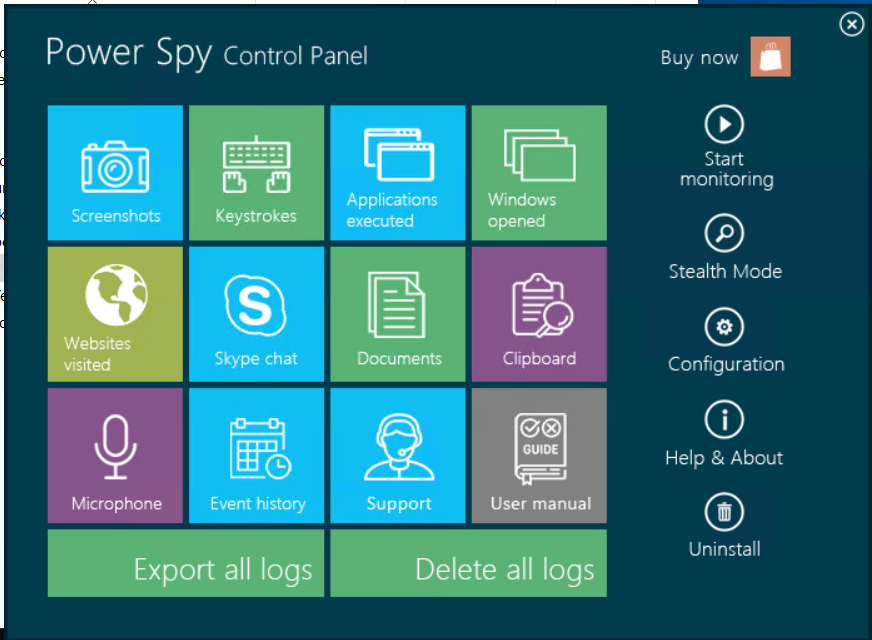 Power Spy Control Panel
Buy now
Screenshots
Keystrokes
Applications
executed
Windows
opened
Start
monitoring
Stealth Mode
Websites
visited
Skype chat
Documents
Clipboard
Configuration
Microphone
Event history
Support
GUIDE
User manual
Help & About
Export all logs
Delete all logs
Uninstall